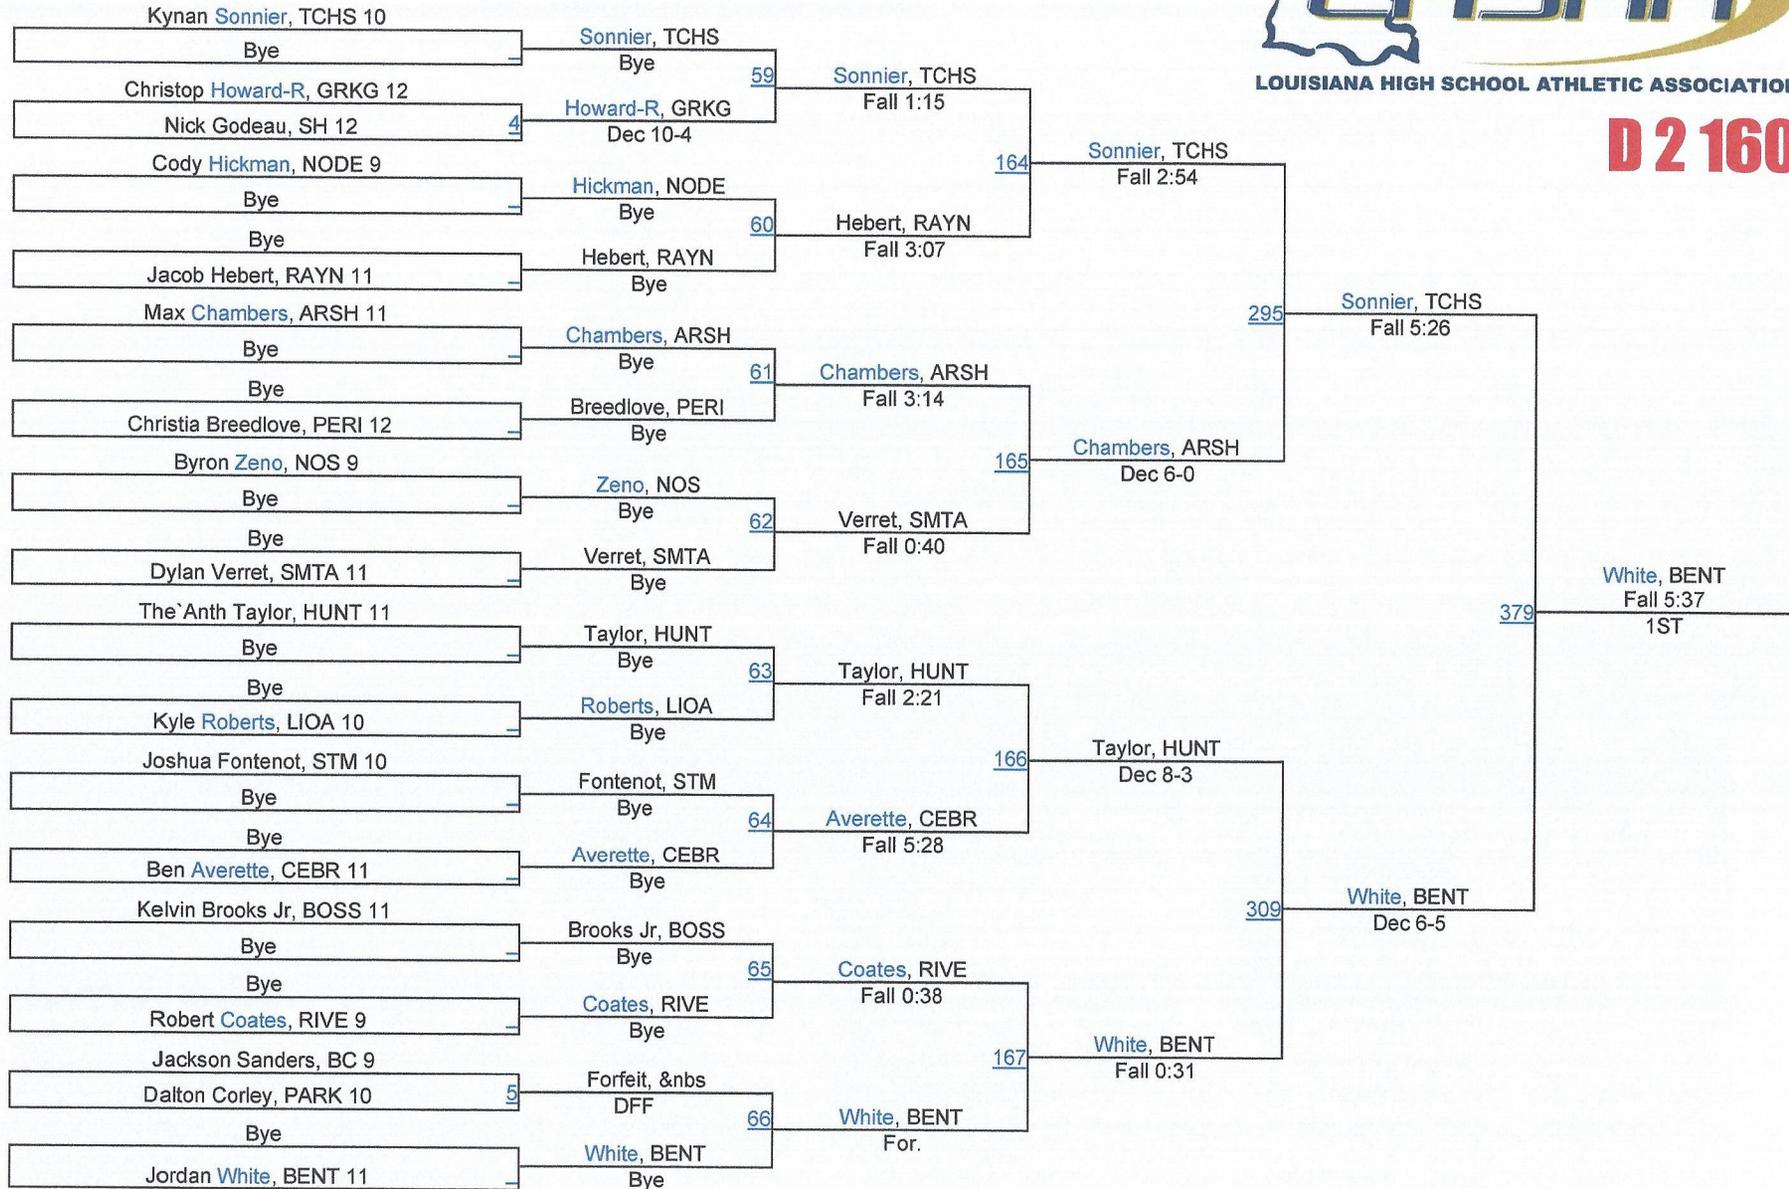 Kynan Sonnier, TCHS 10
Bye
Christop Howard-R, GRKG 12
Nick Godeau, SH 12
4
Cody Hickman, NODE 9
Bye
Bye
Jacob Hebert, RAYN 11
Max Chambers, ARSH 11
Bye
Bye
Christia Breedlove, PERI 12
Byron Zeno, NOS 9
Bye
Bye
Dylan Verret, SMTA 11
The`Anth Taylor, HUNT 11
Bye
Bye
Kyle Roberts, LIOA 10
Joshua Fontenot, STM 10
Bye
Bye
Ben Averette, CEBR 11
Kelvin Brooks Jr, BOSS 11
Bye
Bye
Robert Coates, RIVE 9
Jackson Sanders, BC 9
Dalton Corley, PARK 10
5
Bye
Jordan White, BENT 11
Sonnier, TCHS
Bye
59
Howard-R, GRKG
Dec 10-4
Hickman, NODE
Bye
60
Hebert, RAYN
Bye
Chambers, ARSH
Bye
61
Breedlove, PERI
Bye
Zeno, NOS
Bye
62
Verret, SMTA
Bye
Taylor, HUNT
Bye
63
Roberts, LIOA
Bye
Fontenot, STM
Bye
64
Averette, CEBR
Bye
Brooks Jr, BOSS
Bye
65
Coates, RIVE
Bye
Forfeit, &nbs
DFF
66
White, BENT
Bye
Sonnier, TCHS
Fall 1:15
164
Hebert, RAYN
Fall 3:07
Chambers, ARSH
Fall 3:14
165
Verret, SMTA
Fall 0:40
Taylor, HUNT
Fall 2:21
166
Averette, CEBR
Fall 5:28
Coates, RIVE
Fall 0:38
167
White, BENT
For.
Sonnier, TCHS
Fall 2:54
295
Chambers, ARSH
Dec 6-0
Taylor, HUNT
Dec 8-3
309
White, BENT
Fall 0:31
Sonnier, TCHS
Fall 5:26
379
White, BENT
Dec 6-5
White, BENT
Fall 5:37
1ST
LOUISIANA HIGH SCHOOL ATHLETIC ASSOCIATION
D 2 160